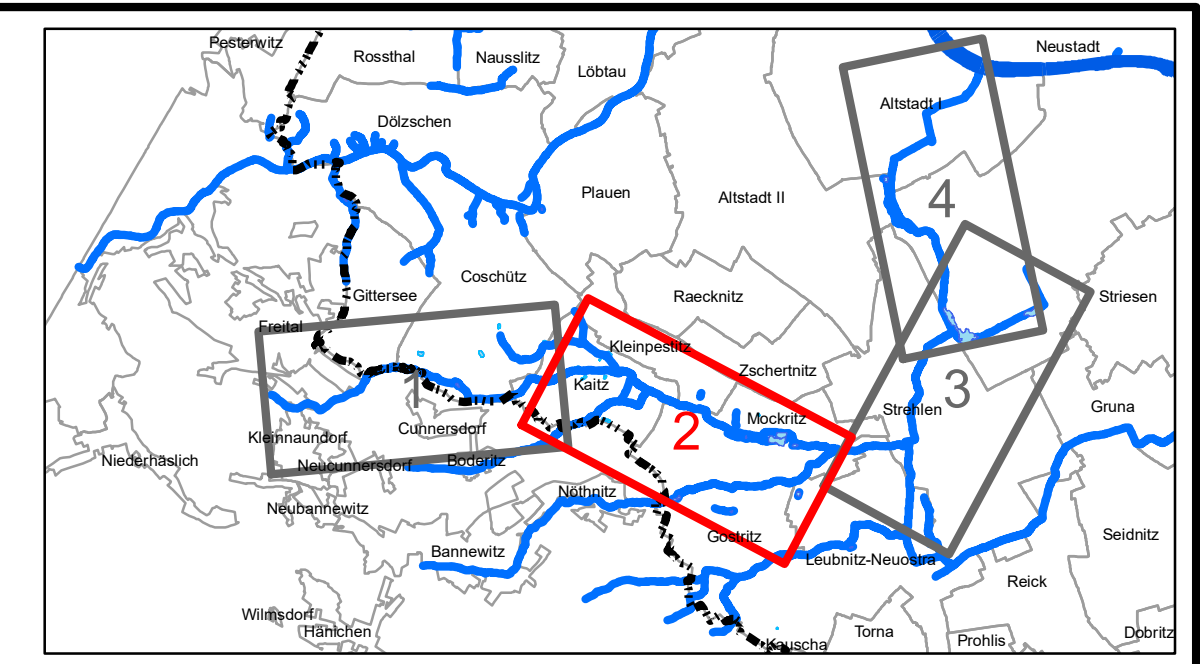 Pesterwitz
Rossthal
Nausslitz
Löbtau
Neustadt
Altstadt I
Dölzschen
Plauen
Altstadt II
4
Coschütz
Gittersee
Raecknitz
Striesen
Freital
Kleinpestitz
Zschertnitz
Kaitz
1
3
Strehlen
Gruna
Mockritz
2
Cunnersdorf
Kleinnaundorf
Niederhäslich
Neucunnersdorf
Boderitz
Nöthnitz
Neubannewitz
Gostritz
Seidnitz
Bannewitz
Leubnitz-Neuostra
Reick
Wilmsdorf
Hänichen
Torna
Prohlis
Dobritz
Kauscha